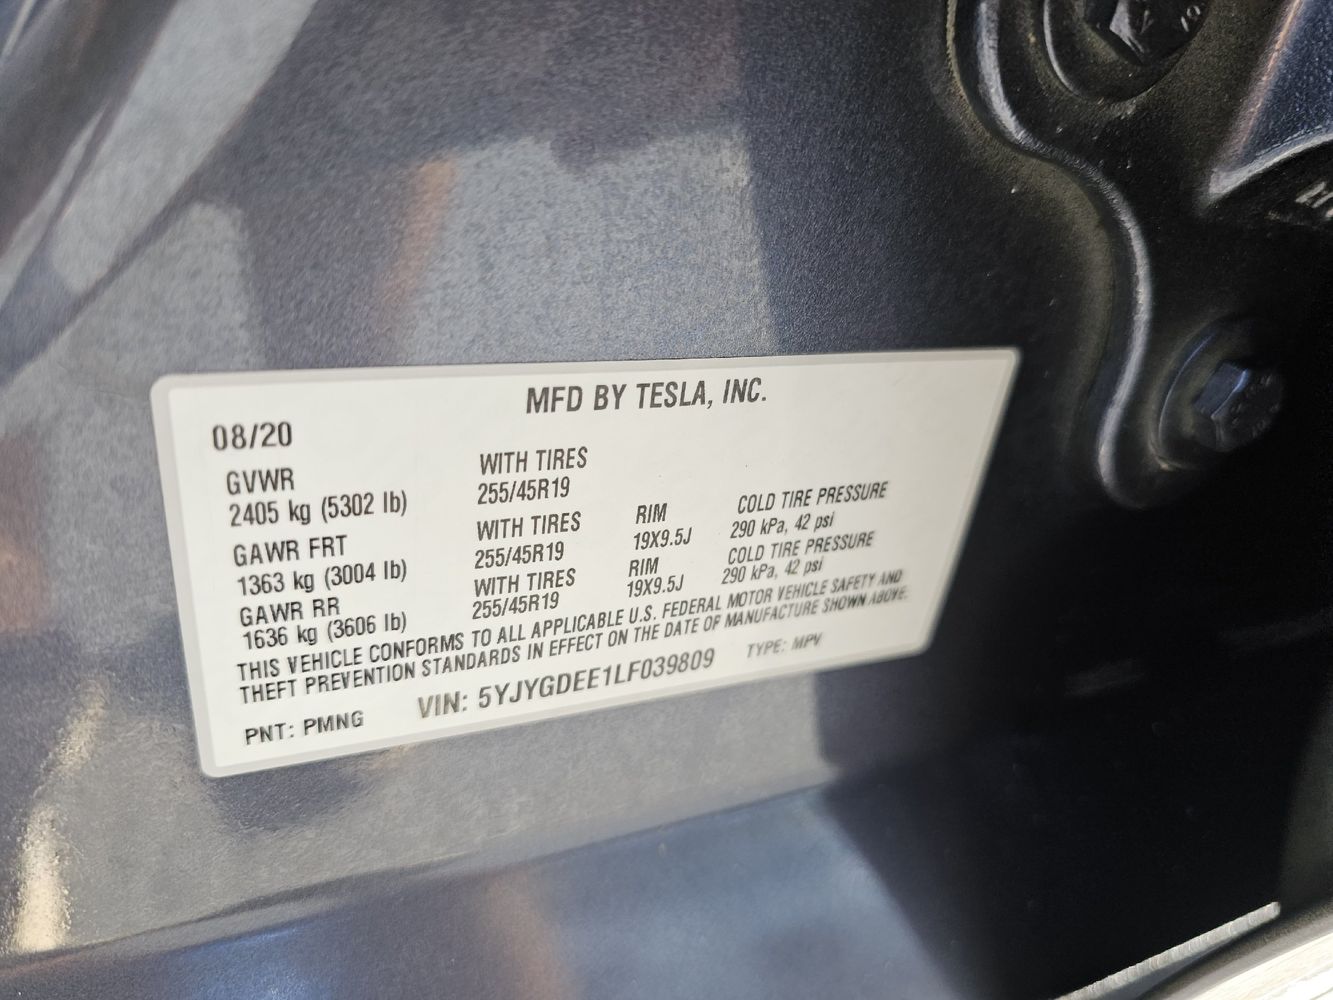 MFD BY TESLA, INC.
08/20
GVWR WITH TIRES
2405 kg (5302 lb) 255/45R19
GAWR FRT WITH TIRES RIM COLD TIRE PRESSURE
1363 kg (3004 lb) 255/45R19 19X9.5J 290 kPa, 42 psi
GAWR RR WITH TIRES RIM COLD TIRE PRESSURE
1636 kg (3606 lb) 255/45R19 19X9.5J 290 kPa, 42 psi
THIS VEHICLE CONFORMS TO ALL APPLICABLE U.S. FEDERAL MOTOR VEHICLE SAFETY AND
THEFT PREVENTION STANDARDS IN EFFECT ON THE DATE OF MANUFACTURE SHOWN ABOVE.
PNT: PMNG VIN: 5YJYGDEE1LF039809 TYPE: MPV